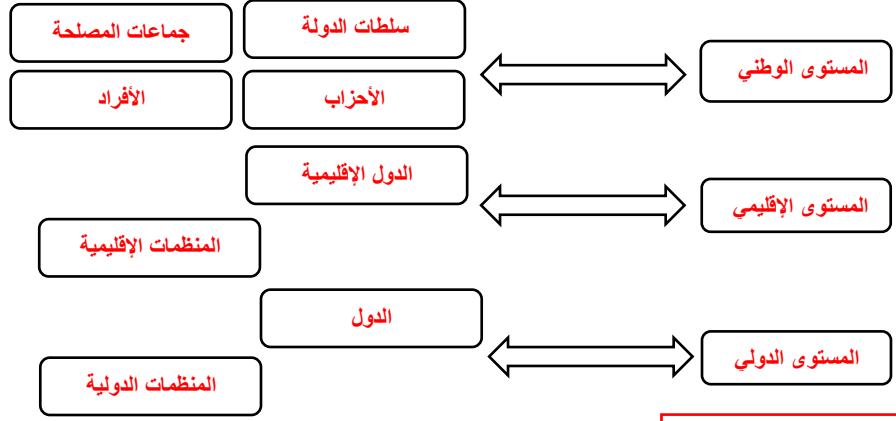 المستوى الوطني
سلطات الدولة
جماعات المصلحة
الأحزاب
الأفراد
المستوى الإقليمي
الدول الإقليمية
المنظمات الإقليمية
المستوى الدولي
الدول
المنظمات الدولية